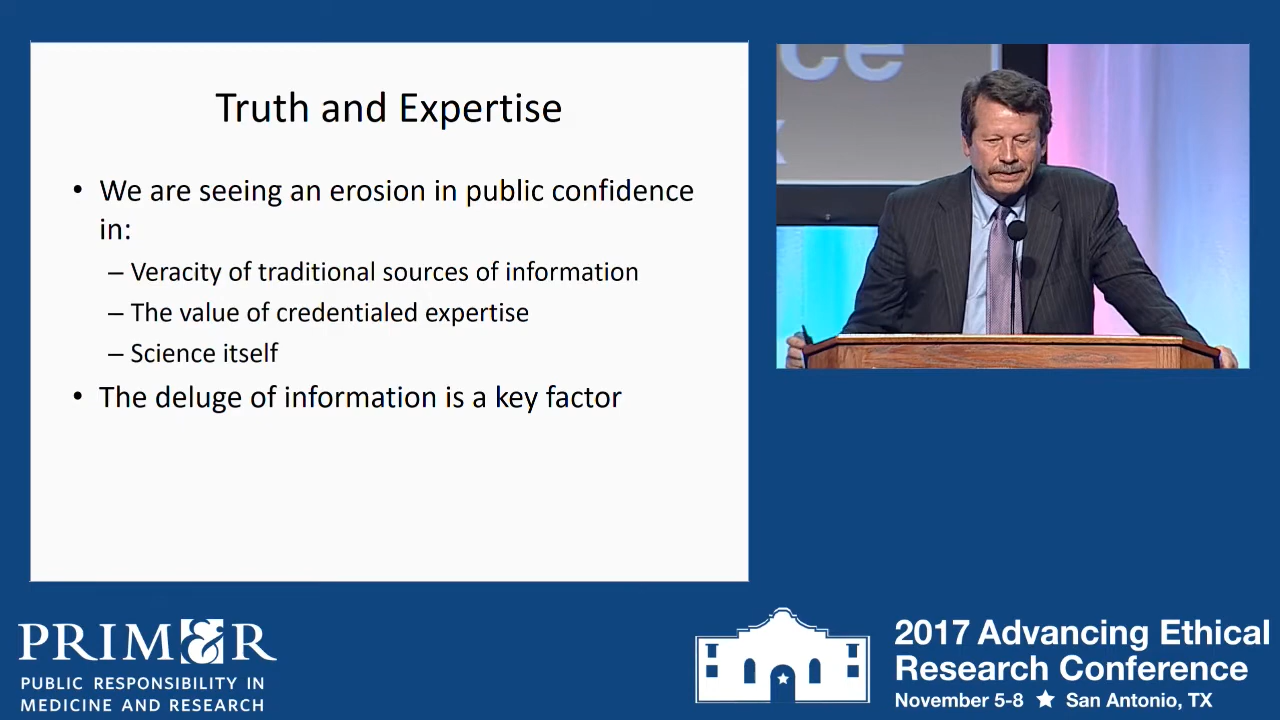 Truth and Expertise
• We are seeing an erosion in public confidence
in:
– Veracity of traditional sources of information
– The value of credentialed expertise
– Science itself
• The deluge of information is a key factor
ce
PRIM&R
PUBLIC RESPONSIBILITY IN
MEDICINE AND RESEARCH
2017 Advancing Ethical
Research Conference
November 5-8 ★ San Antonio, TX